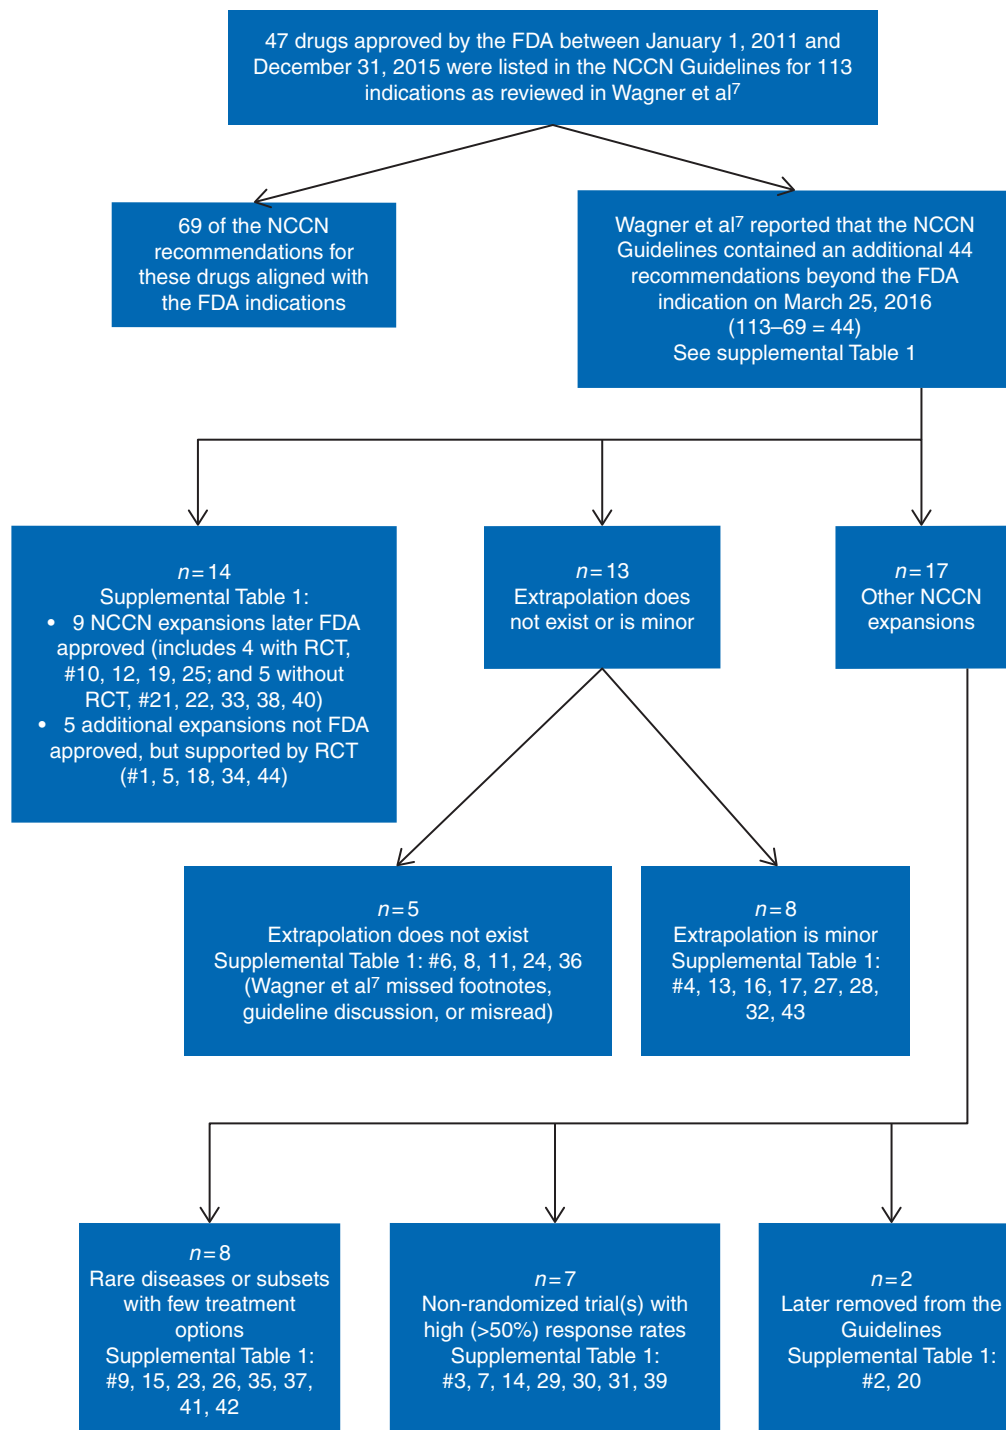 47 drugs approved by the FDA between January 1, 2011 and
December 31, 2015 were listed in the NCCN Guidelines for 113
indications as reviewed in Wagner et al⁷
69 of the NCCN
recommendations for
these drugs aligned with
the FDA indications
Wagner et al⁷ reported that the NCCN
Guidelines contained an additional 44
recommendations beyond the FDA
indication on March 25, 2016
(113–69 = 44)
See supplemental Table 1
n=14
Supplemental Table 1:
• 9 NCCN expansions later FDA
approved (includes 4 with RCT,
#10, 12, 19, 25; and 5 without
RCT, #21, 22, 33, 38, 40)
• 5 additional expansions not FDA
approved, but supported by RCT
(#1, 5, 18, 34, 44)
n=13
Extrapolation does
not exist or is minor
n=17
Other NCCN
expansions
n=5
Extrapolation does not exist
Supplemental Table 1: #6, 8, 11, 24, 36
(Wagner et al⁷ missed footnotes,
guideline discussion, or misread)
n=8
Extrapolation is minor
Supplemental Table 1:
#4, 13, 16, 17, 27, 28,
32, 43
n=8
Rare diseases or subsets
with few treatment
options
Supplemental Table 1:
#9, 15, 23, 26, 35, 37,
41, 42
n=7
Non-randomized trial(s) with
high (>50%) response rates
Supplemental Table 1:
#3, 7, 14, 29, 30, 31, 39
n=2
Later removed from the
Guidelines
Supplemental Table 1:
#2, 20